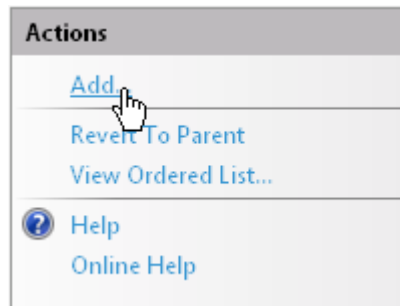 Actions
Add...
Revert To Parent
View Ordered List...
Help
Online Help